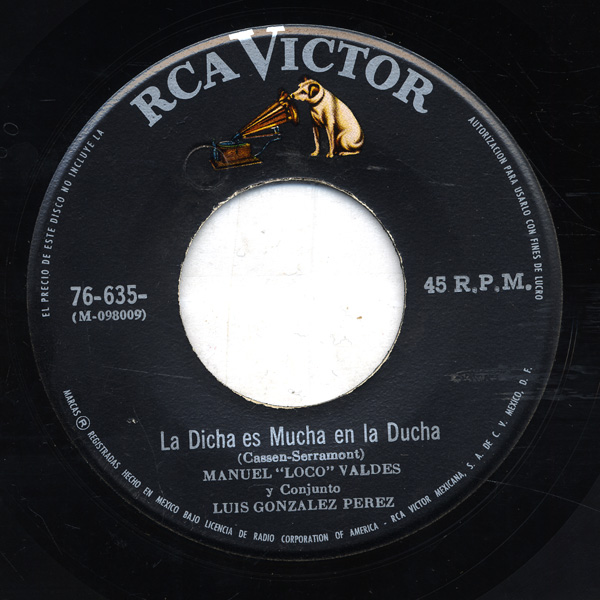 RCA VICTOR
EL PRECIO DE ESTE DISCO NO INCLUYE LA
AUTORIZACION PARA USARLO CON FINES DE LUCRO
76-635-
(M-098009)
45 R.P.M.
La Dicha es Mucha en la Ducha
(Cassen-Serramont)
MANUEL "LOCO" VALDES
y Conjunto
LUIS GONZALEZ PEREZ
MARCAS ® REGISTRADAS HECHO EN MEXICO BAJO LICENCIA DE RADIO CORPORATION OF AMERICA - RCA VICTOR MEXICANA, S. A. DE C. V. MEXICO, D. F.